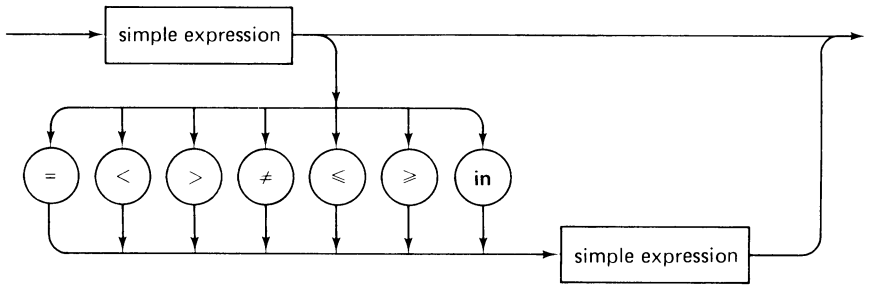 simple expression
= < > ≠ ⩽ ⩾ in
simple expression